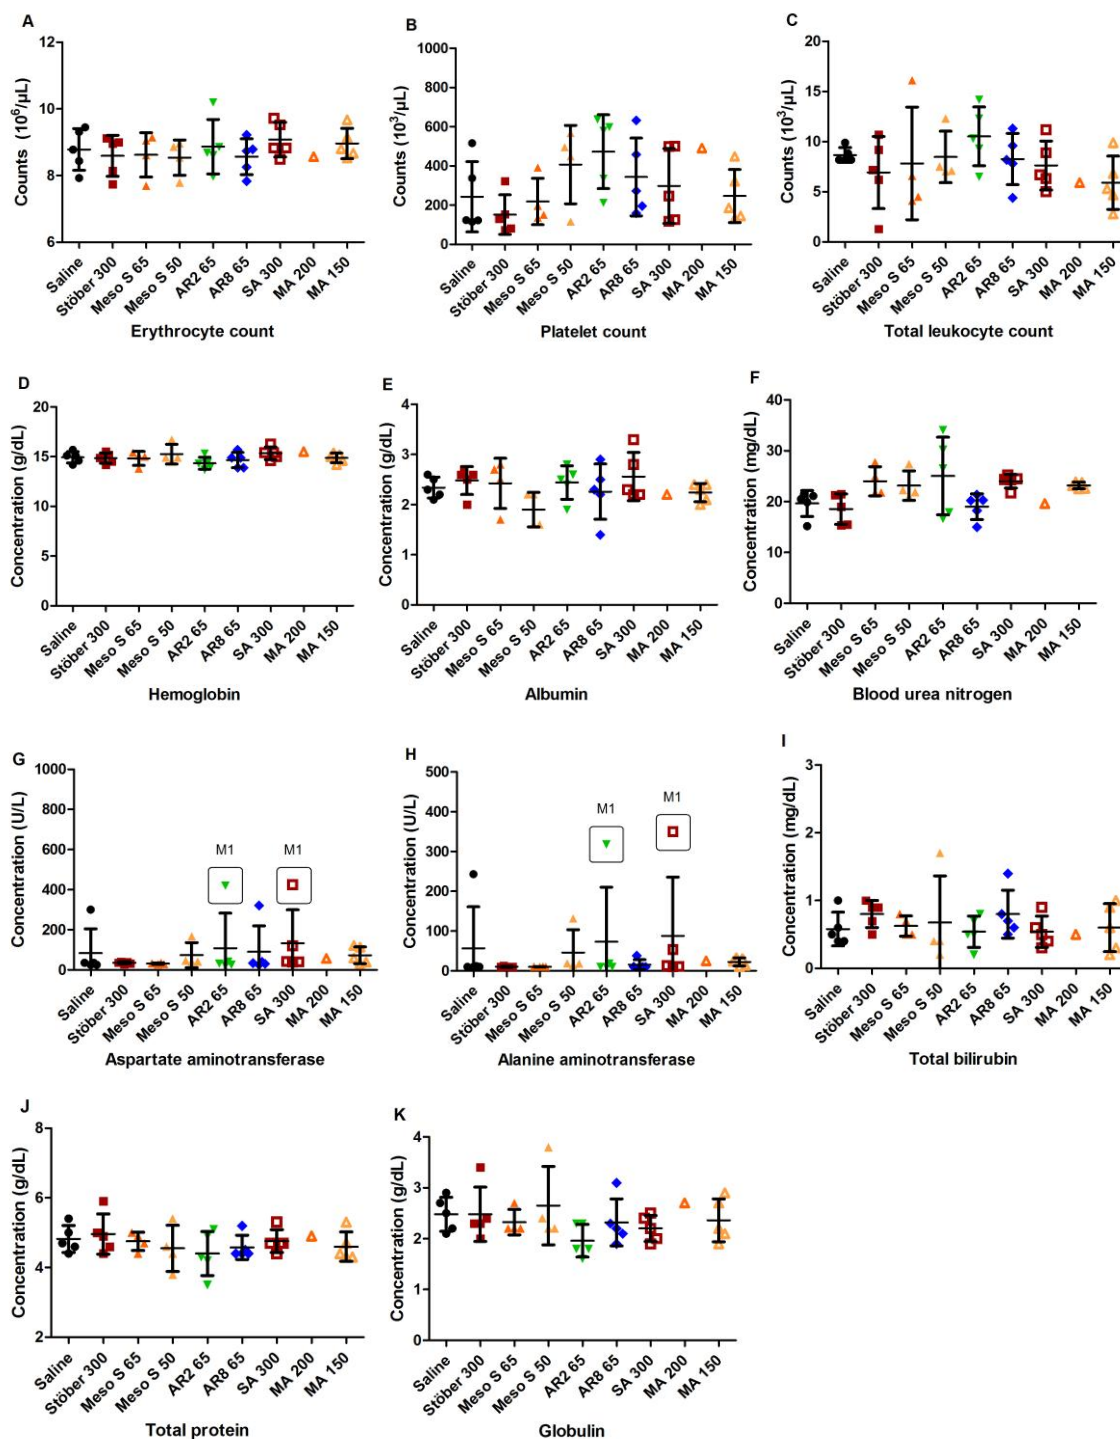 A
Counts (10⁶/µL)
12
10
8
6
Saline
Stöber 300
Meso S 65
Meso S 50
AR2 65
AR8 65
SA 300
MA 200
MA 150
Erythrocyte count
B
Counts (10³/µL)
1000
800
600
400
200
0
Saline
Stöber 300
Meso S 65
Meso S 50
AR2 65
AR8 65
SA 300
MA 200
MA 150
Platelet count
C
Counts (10³/µL)
20
15
10
5
0
Saline
Stöber 300
Meso S 65
Meso S 50
AR2 65
AR8 65
SA 300
MA 200
MA 150
Total leukocyte count
D
Concentration (g/dL)
20
15
10
5
0
Saline
Stöber 300
Meso S 65
Meso S 50
AR2 65
AR8 65
SA 300
MA 200
MA 150
Hemoglobin
E
Concentration (g/dL)
4
3
2
1
0
Saline
Stöber 300
Meso S 65
Meso S 50
AR2 65
AR8 65
SA 300
MA 200
MA 150
Albumin
F
Concentration (mg/dL)
40
30
20
10
0
Saline
Stöber 300
Meso S 65
Meso S 50
AR2 65
AR8 65
SA 300
MA 200
MA 150
Blood urea nitrogen
G
Concentration (U/L)
1000
800
600
400
200
0
M1
M1
Saline
Stöber 300
Meso S 65
Meso S 50
AR2 65
AR8 65
SA 300
MA 200
MA 150
Aspartate aminotransferase
H
Concentration (U/L)
500
400
300
200
100
0
M1
M1
Saline
Stöber 300
Meso S 65
Meso S 50
AR2 65
AR8 65
SA 300
MA 200
MA 150
Alanine aminotransferase
I
Concentration (mg/dL)
3
2
1
0
Saline
Stöber 300
Meso S 65
Meso S 50
AR2 65
AR8 65
SA 300
MA 200
MA 150
Total bilirubin
J
Concentration (g/dL)
8
6
4
2
Saline
Stöber 300
Meso S 65
Meso S 50
AR2 65
AR8 65
SA 300
MA 200
MA 150
Total protein
K
Concentration (g/dL)
4
3
2
1
0
Saline
Stöber 300
Meso S 65
Meso S 50
AR2 65
AR8 65
SA 300
MA 200
MA 150
Globulin